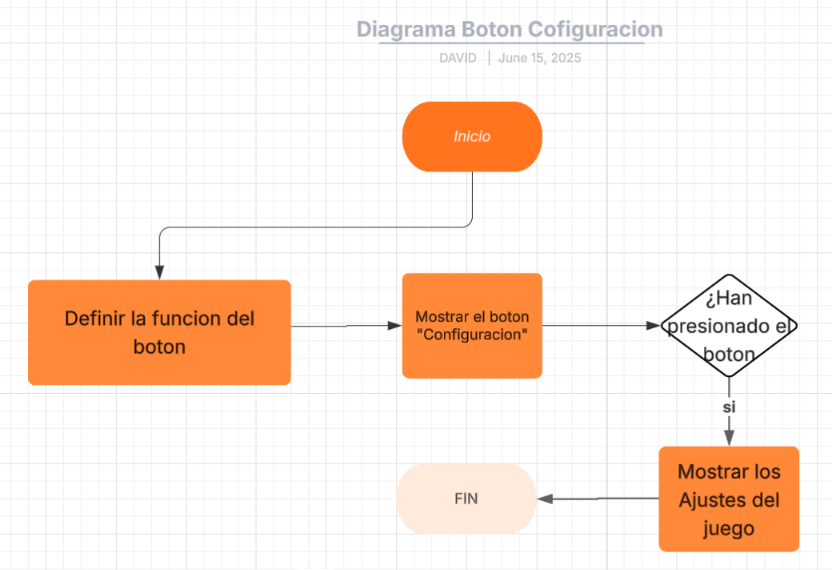 Diagrama Boton Cofiguracion
DAVID | June 15, 2025
Inicio
Definir la funcion del
boton
Mostrar el boton
"Configuracion"
¿Han
presionado el
boton
si
Mostrar los
Ajustes del
juego
FIN